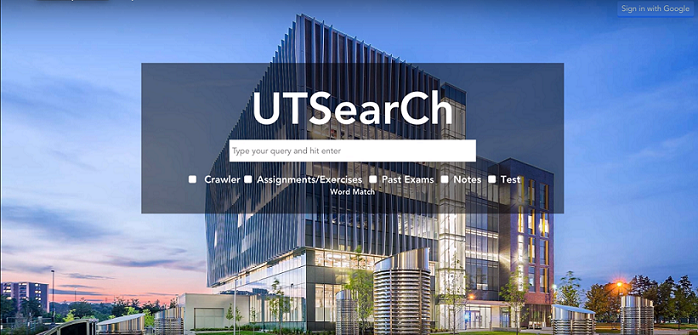 Sign in with Google
UTSearCh
Type your query and hit enter
Crawler Assignments/Exercises Past Exams Notes Test
Word Match